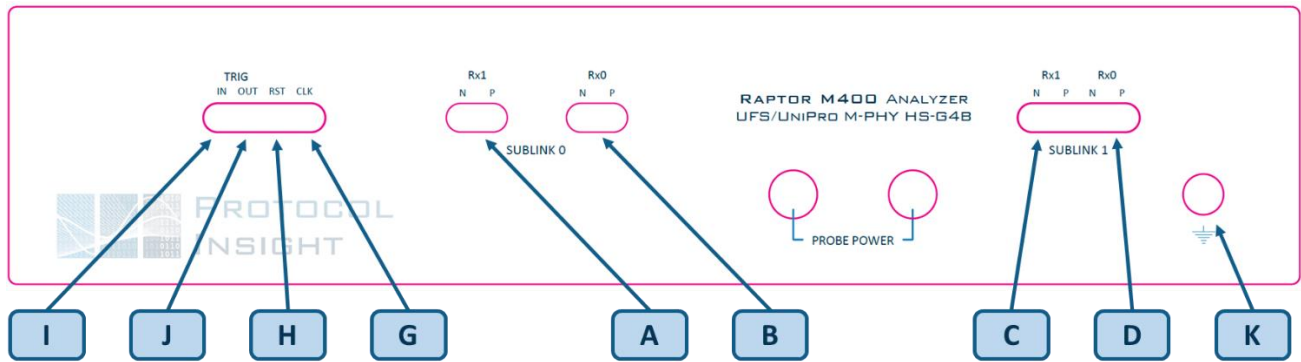 TRIG
IN OUT RST CLK
Rx1
N P
Rx0
N P
SUBLINK 0
RAPTOR M400 ANALYZER
UFS/UNIPRO M-PHY HS-G4B
Rx1 Rx0
N P N P
SUBLINK 1
PROTOCOL
INSIGHT
PROBE POWER
I J H G A B C D K